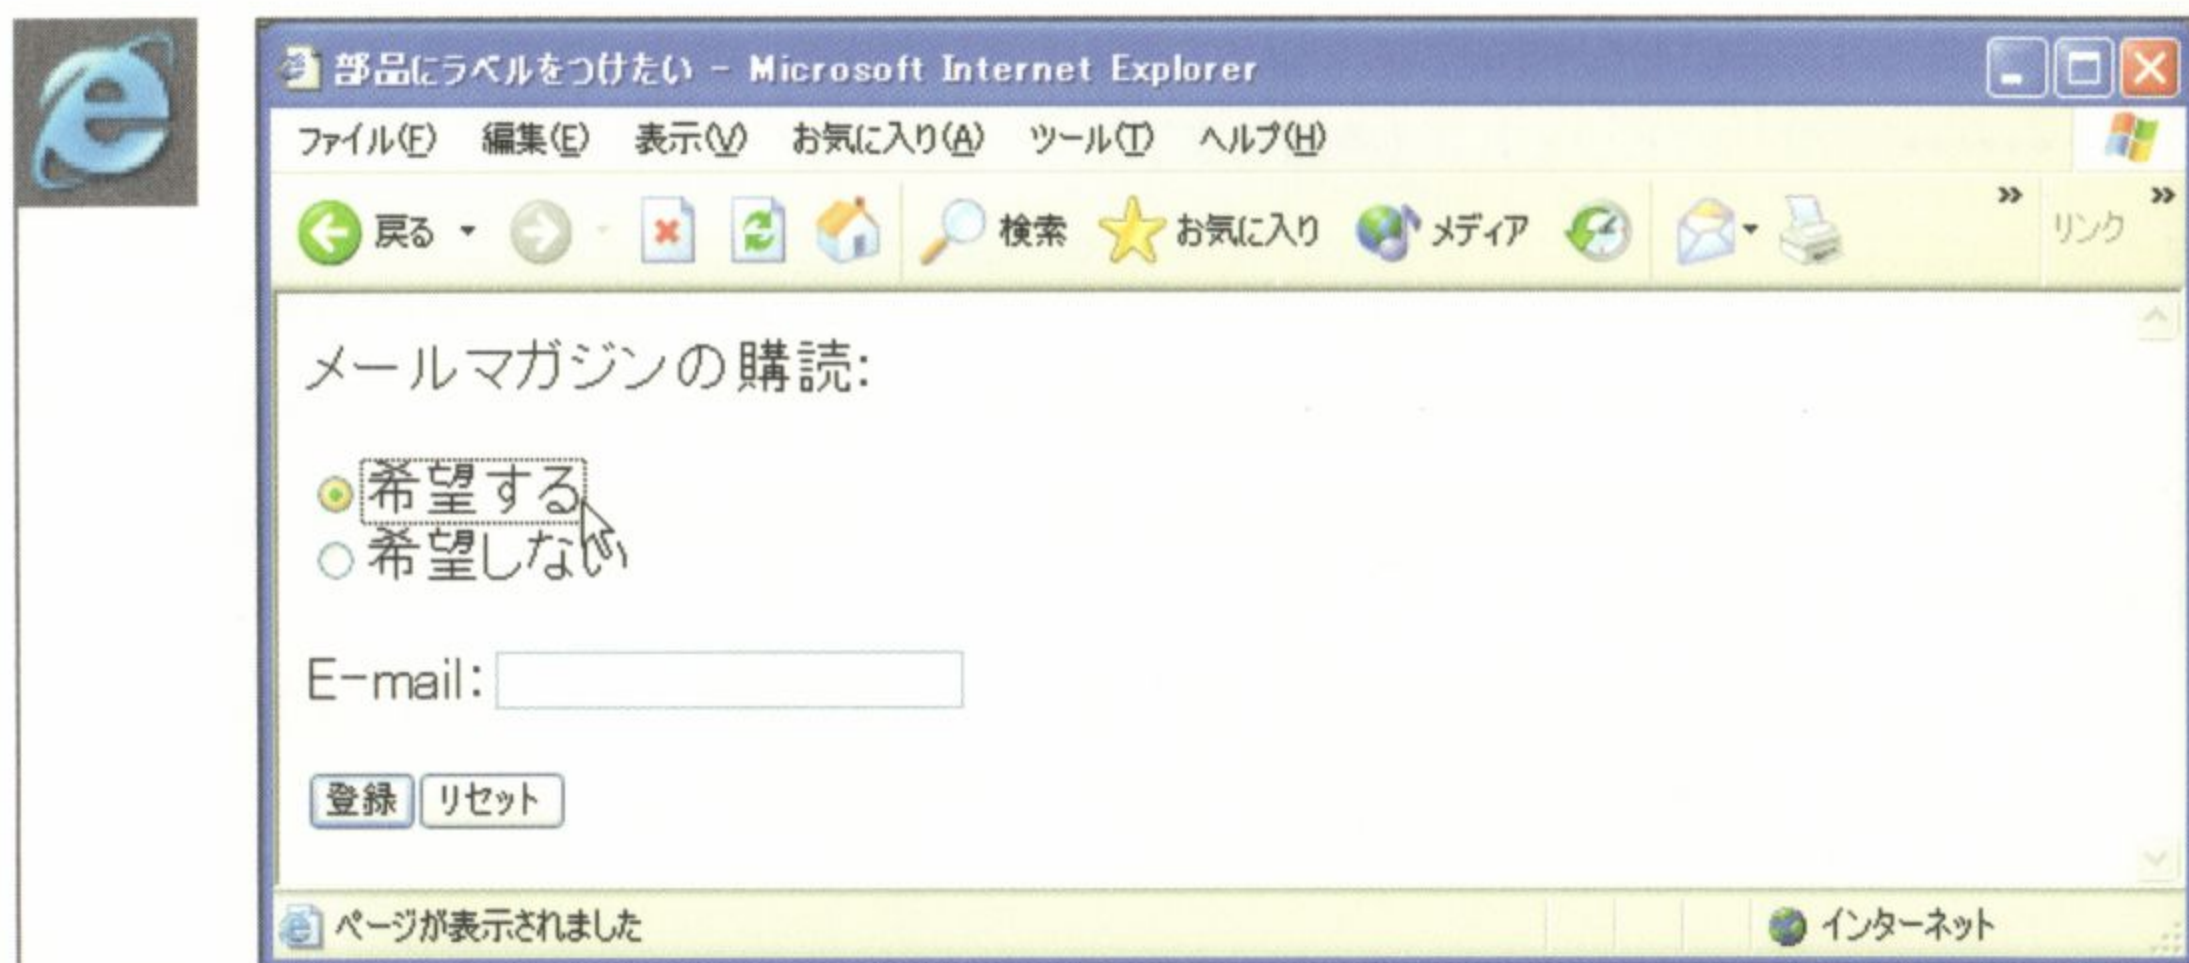 部品にラベルをつけたい - Microsoft Internet Explorer
ファイル(F) 編集(E) 表示(V) お気に入り(A) ツール(T) ヘルプ(H)
戻る 検索 お気に入り メディア » リンク »
メールマガジンの購読:
希望する
希望しない
E-mail:
登録 リセット
ページが表示されました インターネット